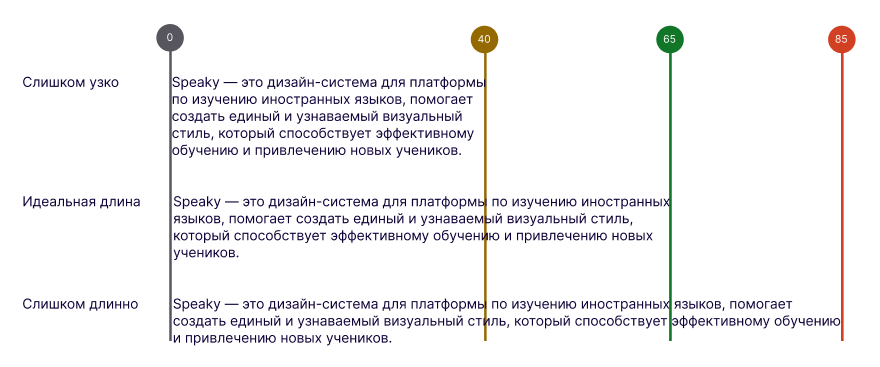 0
40
65
85
Слишком узко
Speaky — это дизайн-система для платформы
по изучению иностранных языков, помогает
создать единый и узнаваемый визуальный
стиль, который способствует эффективному
обучению и привлечению новых учеников.
Идеальная длина
Speaky — это дизайн-система для платформы по изучению иностранных
языков, помогает создать единый и узнаваемый визуальный стиль,
который способствует эффективному обучению и привлечению новых
учеников.
Слишком длинно
Speaky — это дизайн-система для платформы по изучению иностранных языков, помогает
создать единый и узнаваемый визуальный стиль, который способствует эффективному обучению
и привлечению новых учеников.